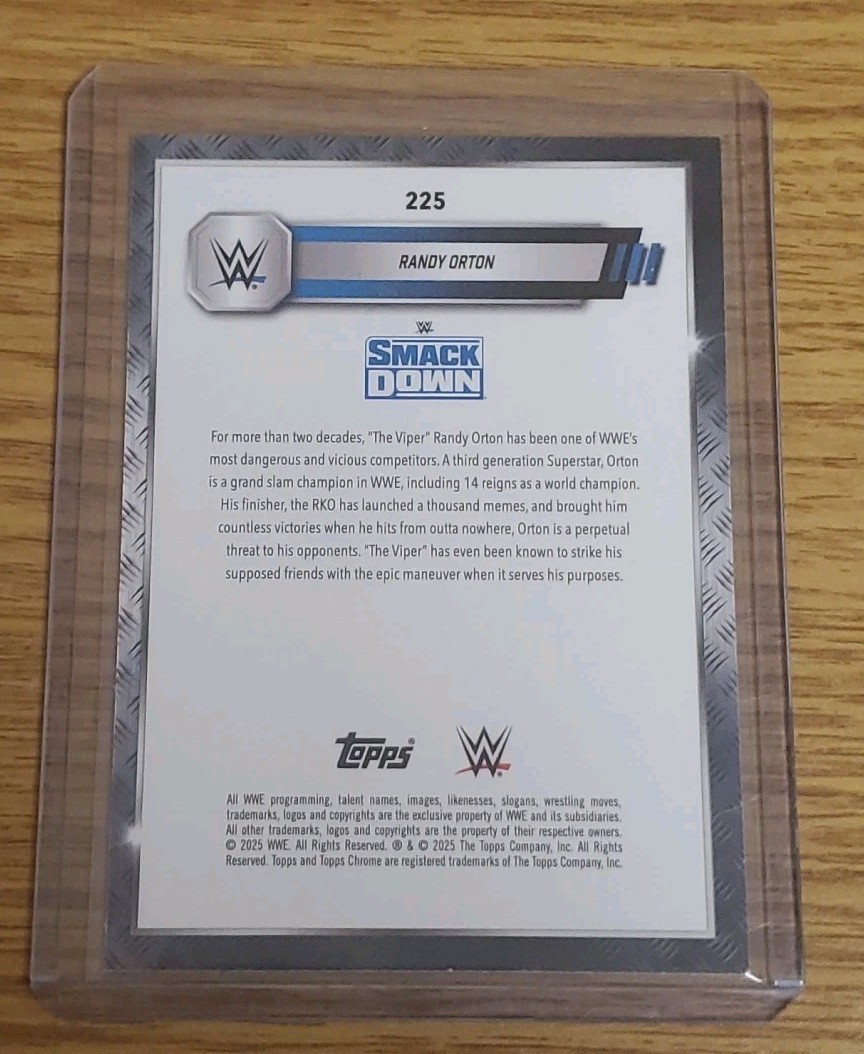 225
W
RANDY ORTON
W
SMACK
DOWN
For more than two decades, "The Viper" Randy Orton has been one of WWE's
most dangerous and vicious competitors. A third generation Superstar, Orton
is a grand slam champion in WWE, including 14 reigns as a world champion.
His finisher, the RKO has launched a thousand memes, and brought him
countless victories when he hits from outta nowhere, Orton is a perpetual
threat to his opponents. "The Viper" has even been known to strike his
supposed friends with the epic maneuver when it serves his purposes.
topps® W®
All WWE programming, talent names, images, likenesses, slogans, wrestling moves,
trademarks, logos and copyrights are the exclusive property of WWE and its subsidiaries.
All other trademarks, logos and copyrights are the property of their respective owners.
© 2025 WWE. All Rights Reserved. ® & © 2025 The Topps Company, Inc. All Rights
Reserved. Topps and Topps Chrome are registered trademarks of The Topps Company, Inc.